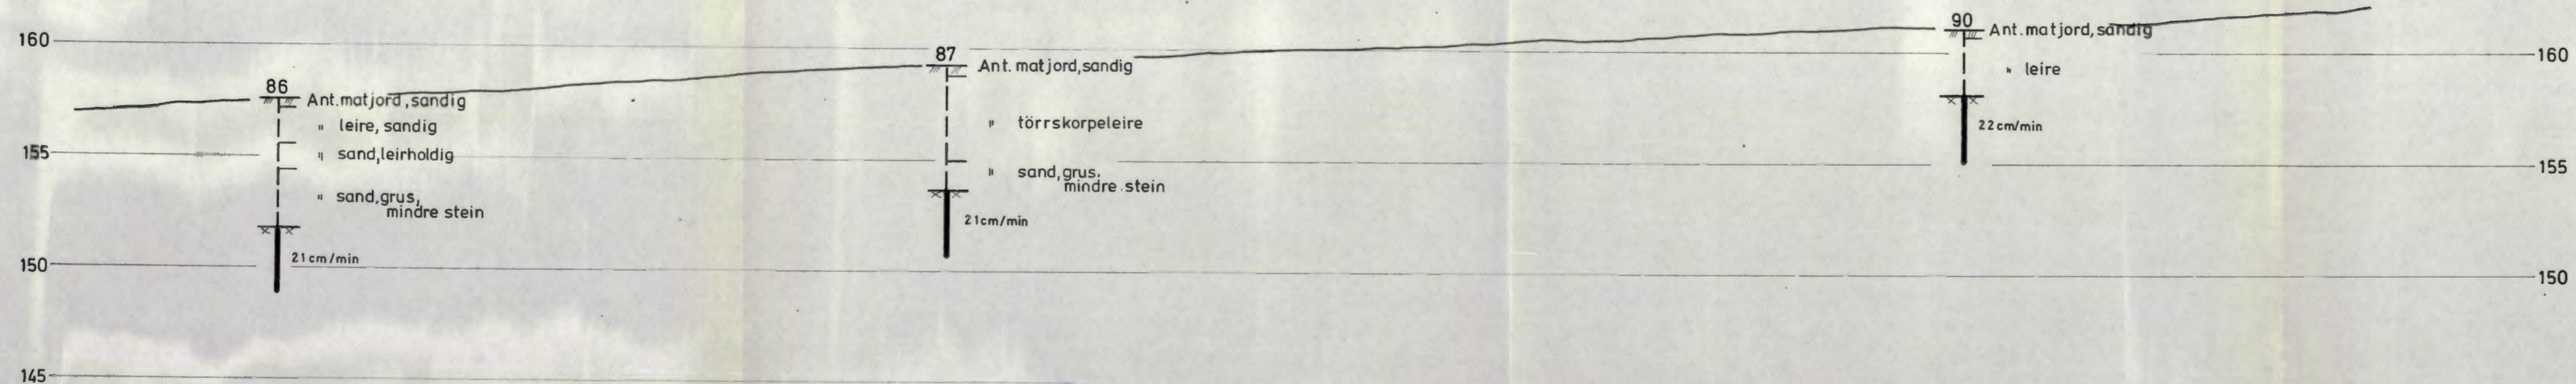 160
155
150
145
86
Ant. matjord, sandig
" leire, sandig
" sand, leirholdig
" sand, grus,
mindre stein
21 cm/min
87
Ant. matjord, sandig
" törrskorpeleire
" sand, grus.
mindre stein
21 cm/min
90
Ant. matjord, sandig
" leire
22 cm/min
160
155
150